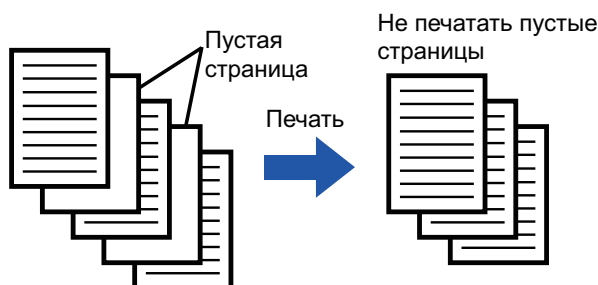 Пустая
страница
Печать
Не печатать пустые
страницы